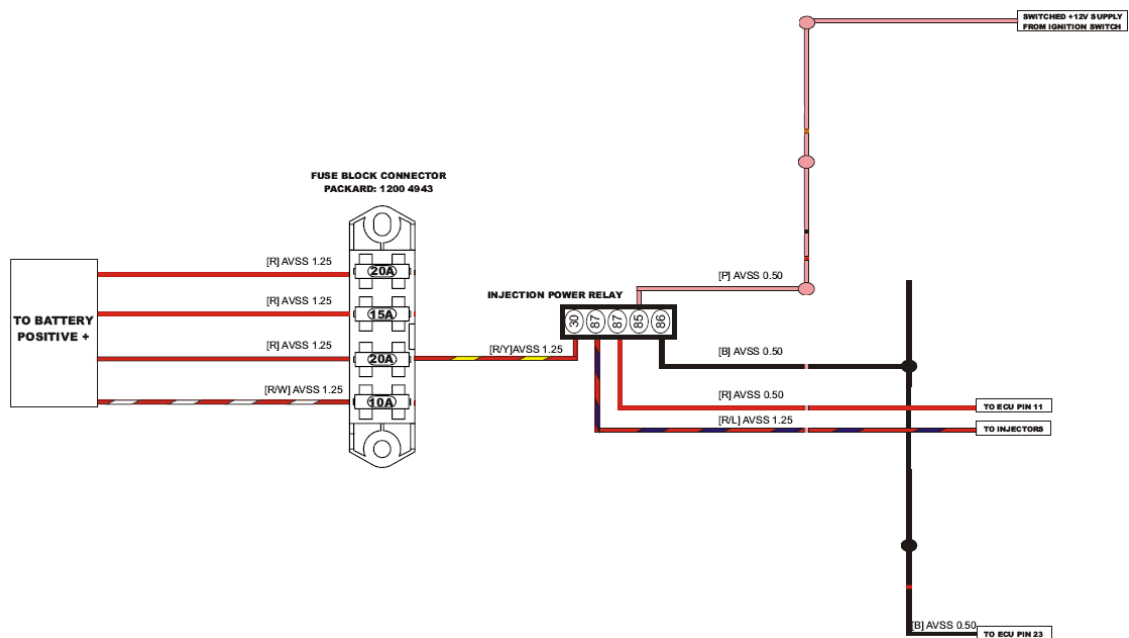 SWITCHED +12V SUPPLY
FROM IGNITION SWITCH
FUSE BLOCK CONNECTOR
PACKARD: 1200 4943
[R] AVSS 1.25
20A
[P] AVSS 0.50
INJECTION POWER RELAY
[R] AVSS 1.25
15A
30
87
87
85
86
TO BATTERY
POSITIVE +
[R] AVSS 1.25
20A
[R/Y]AVSS 1.25
[B] AVSS 0.50
[R/W] AVSS 1.25
10A
[R] AVSS 0.50
TO ECU PIN 11
[R/L] AVSS 1.25
TO INJECTORS
[B] AVSS 0.50
TO ECU PIN 23